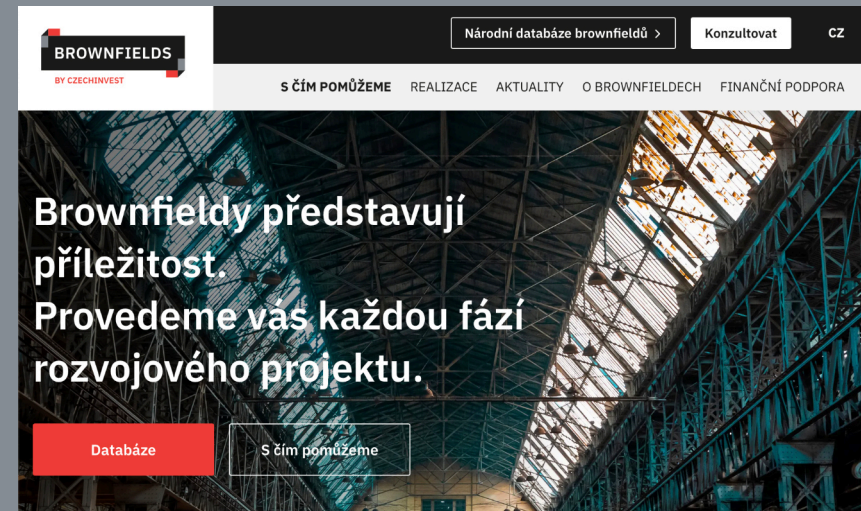 BROWNFIELDS
BY CZECHINVEST
Národní databáze brownfieldů >
Konzultovat
CZ
S ČÍM POMŮŽEME
REALIZACE
AKTUALITY
O BROWNFIELDECH
FINANČNÍ PODPORA
Brownfieldy představují
příležitost.
Provedeme vás každou fází
rozvojového projektu.
Databáze
S čím pomůžeme